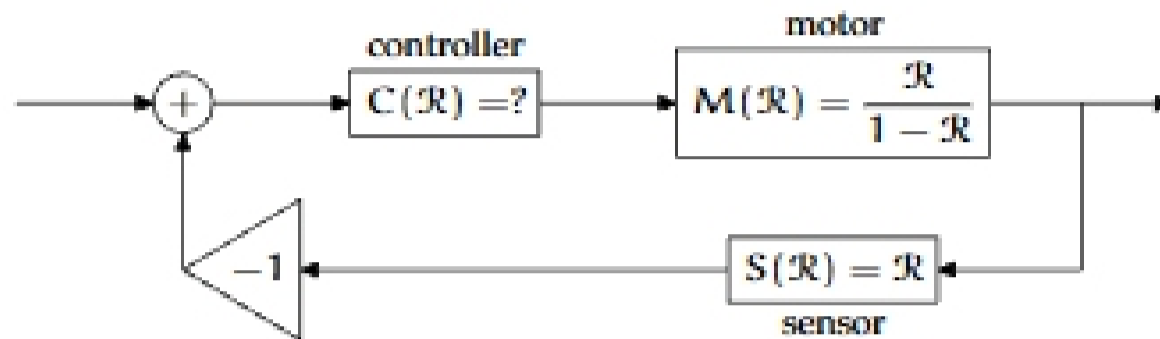 controller
C(ℛ) =?
motor
M(ℛ) = ℛ / (1 − ℛ)
+
−1
S(ℛ) = ℛ
sensor